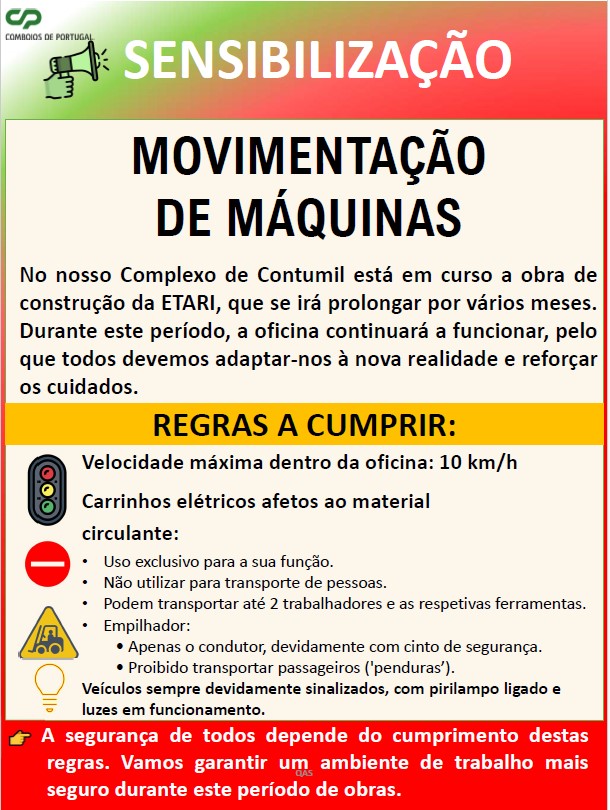 CP
COMBOIOS DE PORTUGAL
SENSIBILIZAÇÃO
MOVIMENTAÇÃO
DE MÁQUINAS
No nosso Complexo de Contumil está em curso a obra de
construção da ETARI, que se irá prolongar por vários meses.
Durante este período, a oficina continuará a funcionar, pelo
que todos devemos adaptar-nos à nova realidade e reforçar
os cuidados.
REGRAS A CUMPRIR:
Velocidade máxima dentro da oficina: 10 km/h
Carrinhos elétricos afetos ao material
circulante:
• Uso exclusivo para a sua função.
• Não utilizar para transporte de pessoas.
• Podem transportar até 2 trabalhadores e as respetivas ferramentas.
• Empilhador:
• Apenas o condutor, devidamente com cinto de segurança.
• Proibido transportar passageiros ('penduras’).
Veículos sempre devidamente sinalizados, com pirilampo ligado e
luzes em funcionamento.
👉 A segurança de todos depende do cumprimento destas
regras. Vamos garantir um ambiente de trabalho mais
seguro durante este período de obras.
QAS